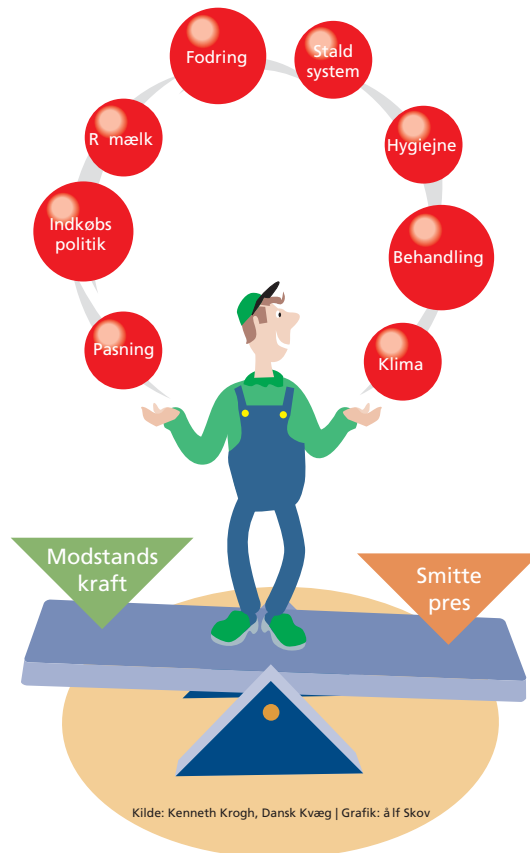 Fodring
Stald
system
R mælk
Hygiejne
Indkøbs
politik
Behandling
Pasning
Klima
Modstands
kraft
Smitte
pres
Kilde: Kenneth Krogh, Dansk Kvæg | Grafik: å lf Skov